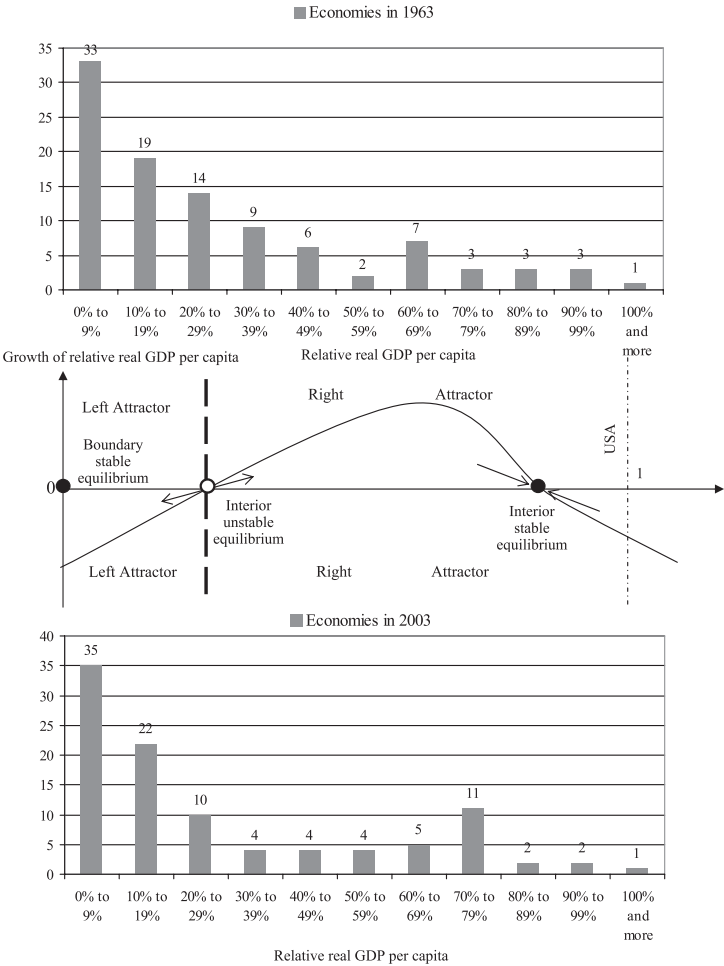 Economies in 1963
35
33
30
25
20
19
15
14
10
9
6
7
5
2
3
3
3
1
0
0% to 10% to 20% to 30% to 40% to 50% to 60% to 70% to 80% to 90% to 100%
9% 19% 29% 39% 49% 59% 69% 79% 89% 99% and
more
Growth of relative real GDP per capita
Relative real GDP per capita
Left Attractor
Right
Attractor
Boundary
stable
equilibrium
USA
0
1
Interior
unstable
equilibrium
Interior
stable
equilibrium
Left Attractor
Right
Attractor
Economies in 2003
40
35
35
30
25
22
20
15
10
10
11
5
4
4
4
5
2
2
1
0
0% to 10% to 20% to 30% to 40% to 50% to 60% to 70% to 80% to 90% to 100%
9% 19% 29% 39% 49% 59% 69% 79% 89% 99% and
more
Relative real GDP per capita